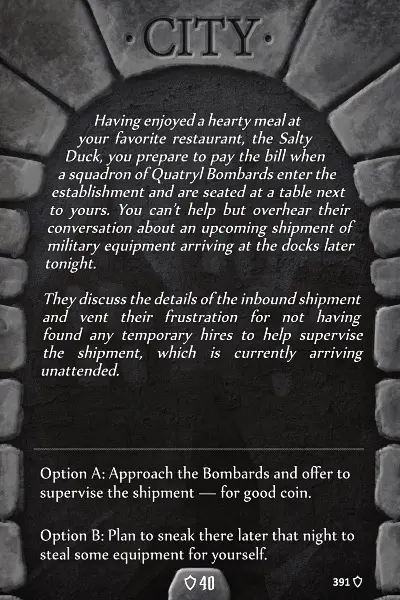 · CITY ·
Having enjoyed a hearty meal at
your favorite restaurant, the Salty
Duck, you prepare to pay the bill when
a squadron of Quatryl Bombards enter the
establishment and are seated at a table next
to yours. You can't help but overhear their
conversation about an upcoming shipment of
military equipment arriving at the docks later
tonight.
They discuss the details of the inbound shipment
and vent their frustration for not having
found any temporary hires to help supervise
the shipment, which is currently arriving
unattended.
Option A: Approach the Bombards and offer to
supervise the shipment — for good coin.
Option B: Plan to sneak there later that night to
steal some equipment for yourself.
40
391